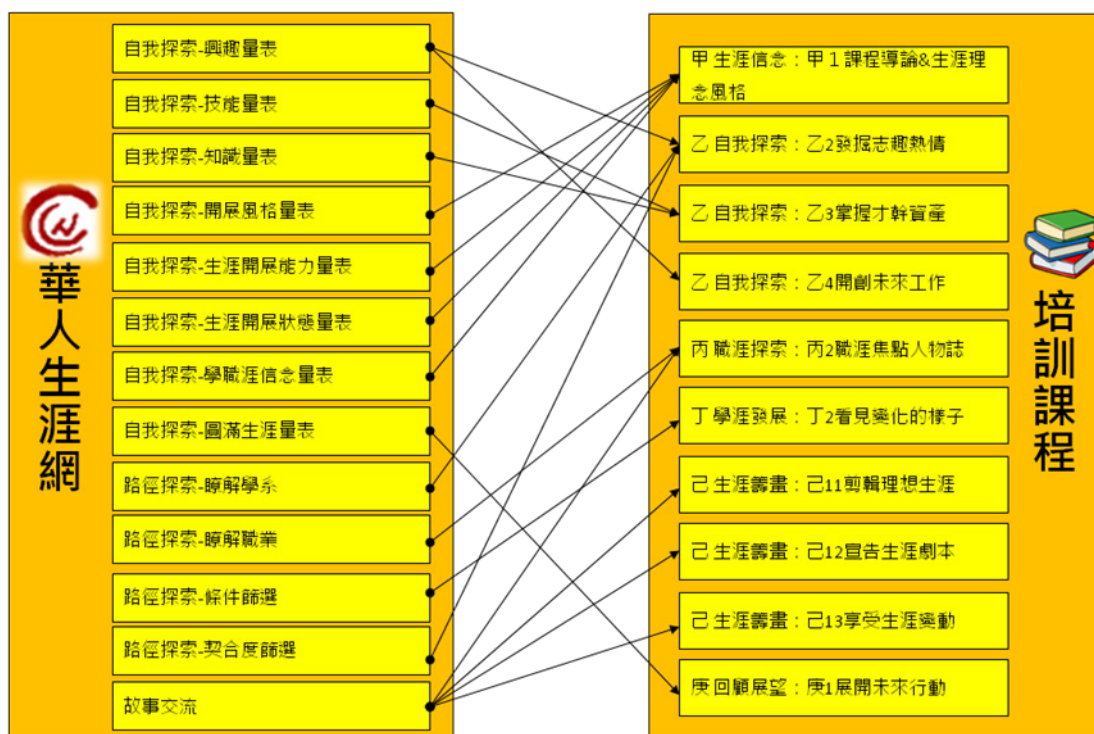 華人生涯網
自我探索-興趣量表
自我探索-技能量表
自我探索-知識量表
自我探索-開展風格量表
自我探索-生涯開展能力量表
自我探索-生涯開展狀態量表
自我探索-學職涯信念量表
自我探索-圓滿生涯量表
路徑探索-瞭解學系
路徑探索-瞭解職業
路徑探索-條件篩選
路徑探索-契合度篩選
故事交流
甲 生涯信念：甲１課程導論&生涯理
念風格
乙 自我探索：乙2發掘志趣熱情
乙 自我探索：乙3掌握才幹資產
乙 自我探索：乙4開創未來工作
丙 職涯探索：丙2職涯焦點人物誌
丁 學涯發展：丁2看見變化的樣子
己 生涯籌畫：己11剪輯理想生涯
己 生涯籌畫：己12宣告生涯劇本
己 生涯籌畫：己13享受生涯變動
庚 回顧展望：庚1展開未來行動
培訓課程